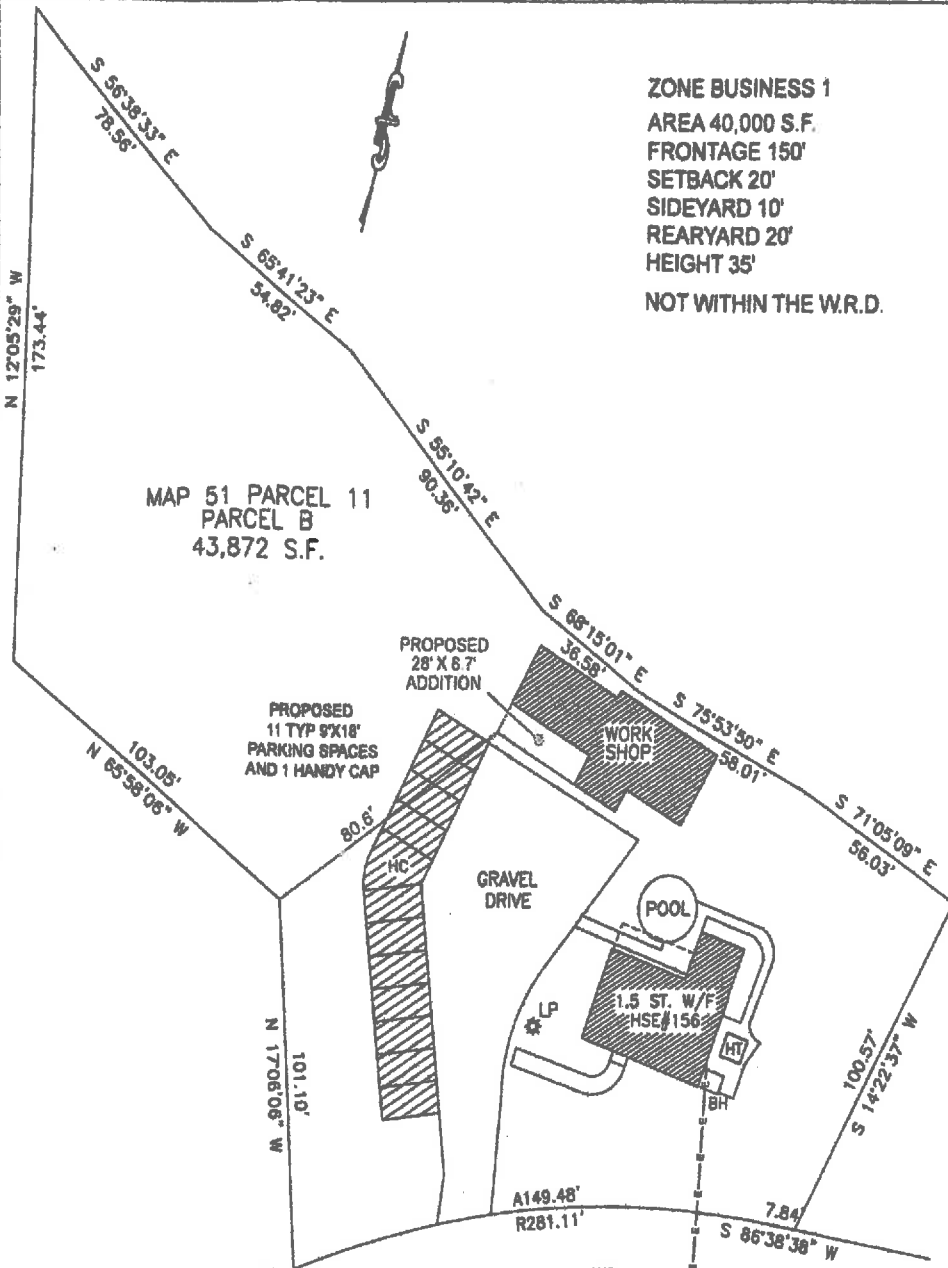 ZONE BUSINESS 1
AREA 40,000 S.F.
FRONTAGE 150'
SETBACK 20'
SIDEYARD 10'
REARYARD 20'
HEIGHT 35'
NOT WITHIN THE W.R.D.
S 56°38'33" E
78.56'
S 65°41'23" E
54.82'
N 12°05'29" W
173.44'
S 55°10'42" E
90.36'
MAP 51 PARCEL 11
PARCEL B
43,872 S.F.
S 68°15'01" E
36.58'
PROPOSED
28' X 6.7'
ADDITION
S 75°53'50" E
58.01'
WORK
SHOP
PROPOSED
11 TYP 9'X18'
PARKING SPACES
AND 1 HANDY CAP
103.05'
N 65°58'06" W
S 71°05'09" E
56.03'
80.6'
HC
GRAVEL
DRIVE
POOL
1.5 ST. W/F
HSE#156
LP
HT
BH
100.57'
S 14°22'37" W
101.10'
N 17°06'06" W
A149.48'
R281.11'
7.84'
S 86°38'38" W